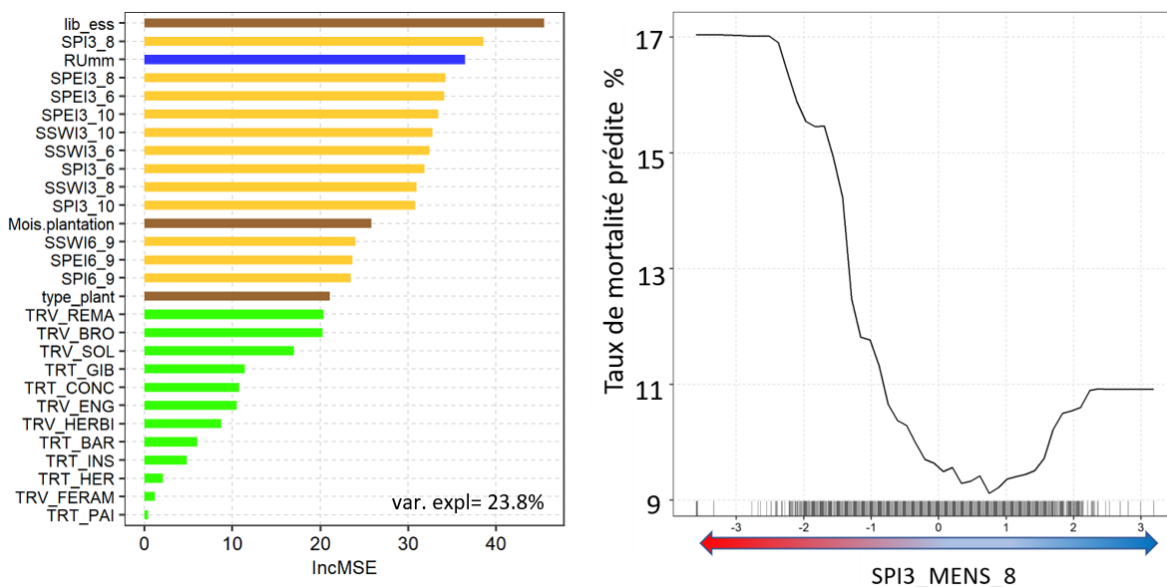 lib_ess
SPI3_8
RUmm
SPEI3_8
SPEI3_6
SPEI3_10
SSWI3_10
SSWI3_6
SPI3_6
SSWI3_8
SPI3_10
Mois.plantation
SSWI6_9
SPEI6_9
SPI6_9
type_plant
TRV_REMA
TRV_BRO
TRV_SOL
TRT_GIB
TRT_CONC
TRV_ENG
TRV_HERBI
TRT_BAR
TRT_INS
TRT_HER
TRV_FERAM
TRT_PAI
var. expl= 23.8%
0 10 20 30 40
IncMSE
Taux de mortalité prédite %
17
15
13
11
9
-3 -2 -1 0 1 2 3
SPI3_MENS_8